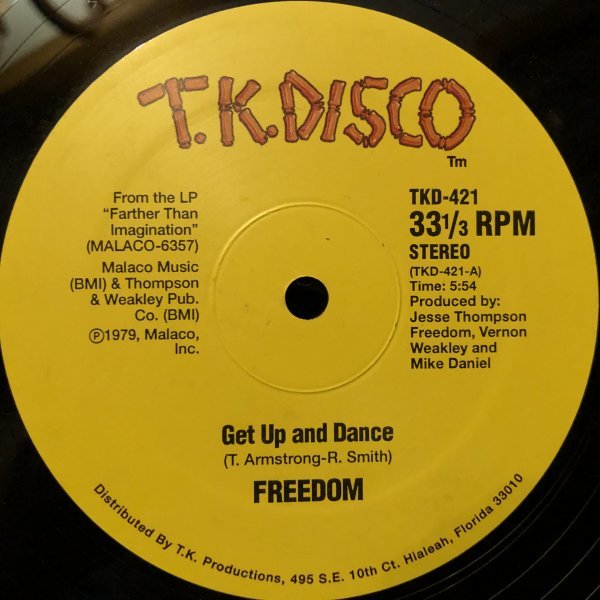 T.K.DISCO
Tm
From the LP
"Farther Than
Imagination"
(MALACO-6357)
Malaco Music
(BMI) & Thompson
& Weakley Pub.
Co. (BMI)
℗1979, Malaco,
Inc.
TKD-421
33 1/3 RPM
STEREO
(TKD-421-A)
Time: 5:54
Produced by:
Jesse Thompson
Freedom, Vernon
Weakley and
Mike Daniel
Get Up and Dance
(T. Armstrong-R. Smith)
FREEDOM
Distributed By T.K. Productions, 495 S.E. 10th Ct. Hialeah, Florida 33010